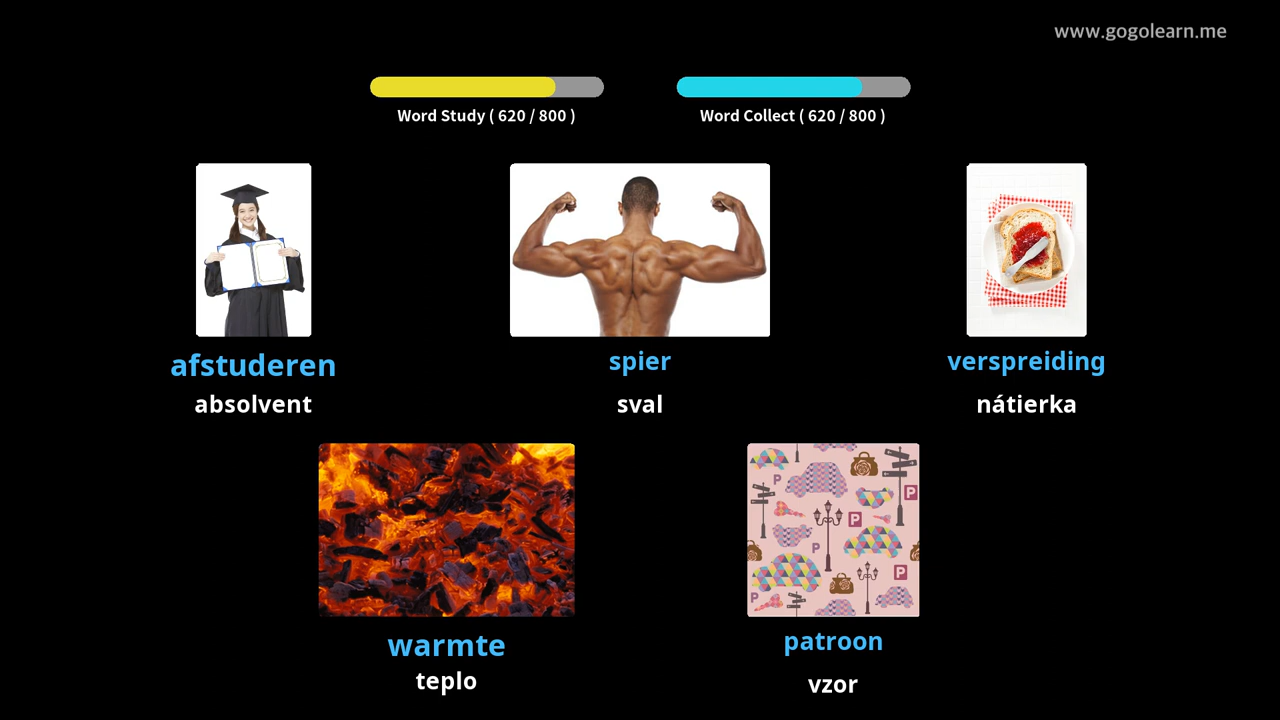 www.gogolearn.me
Word Study ( 620 / 800 )
Word Collect ( 620 / 800 )
afstuderen
absolvent
spier
sval
verspreiding
nátierka
warmte
teplo
patroon
vzor
P
P
P
P
P
P